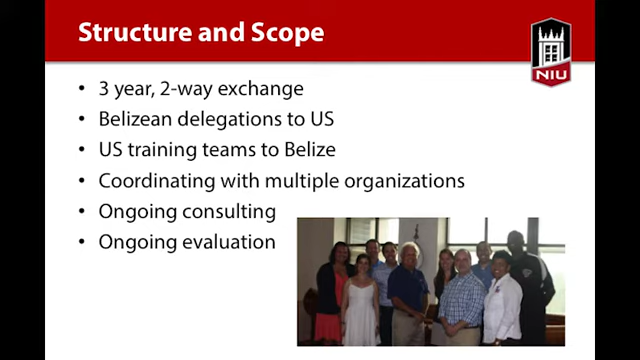 Structure and Scope
NIU
• 3 year, 2-way exchange
• Belizean delegations to US
• US training teams to Belize
• Coordinating with multiple organizations
• Ongoing consulting
• Ongoing evaluation